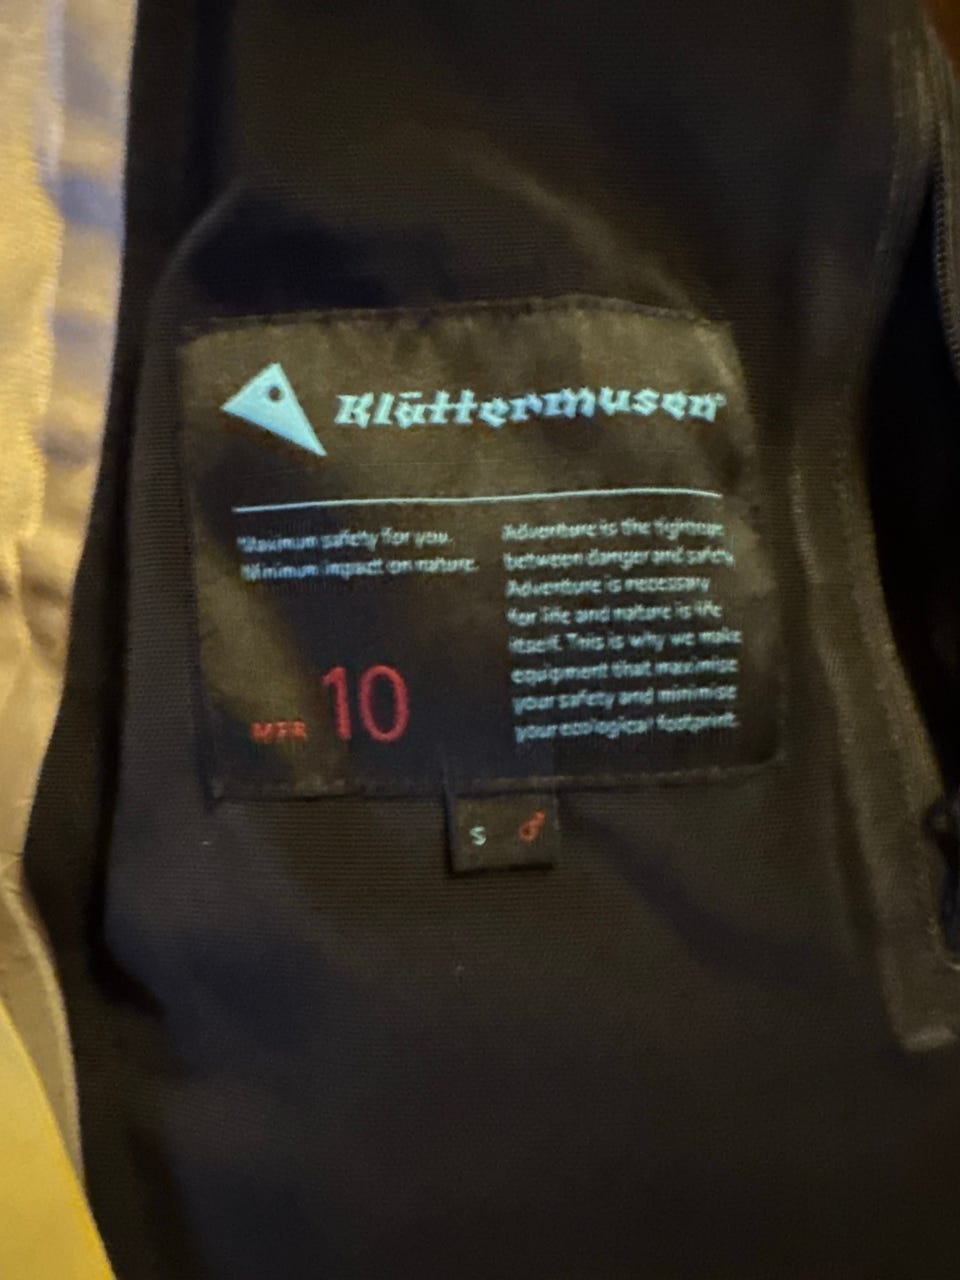 Klättermusen
Maximum safety for you.
Minimum impact on nature.
Adventure is the tightrope
between danger and safety.
Adventure is necessary
for life and nature is life
itself. This is why we make
equipment that maximise
your safety and minimise
your ecological footprint.
MFR 10
S ♂